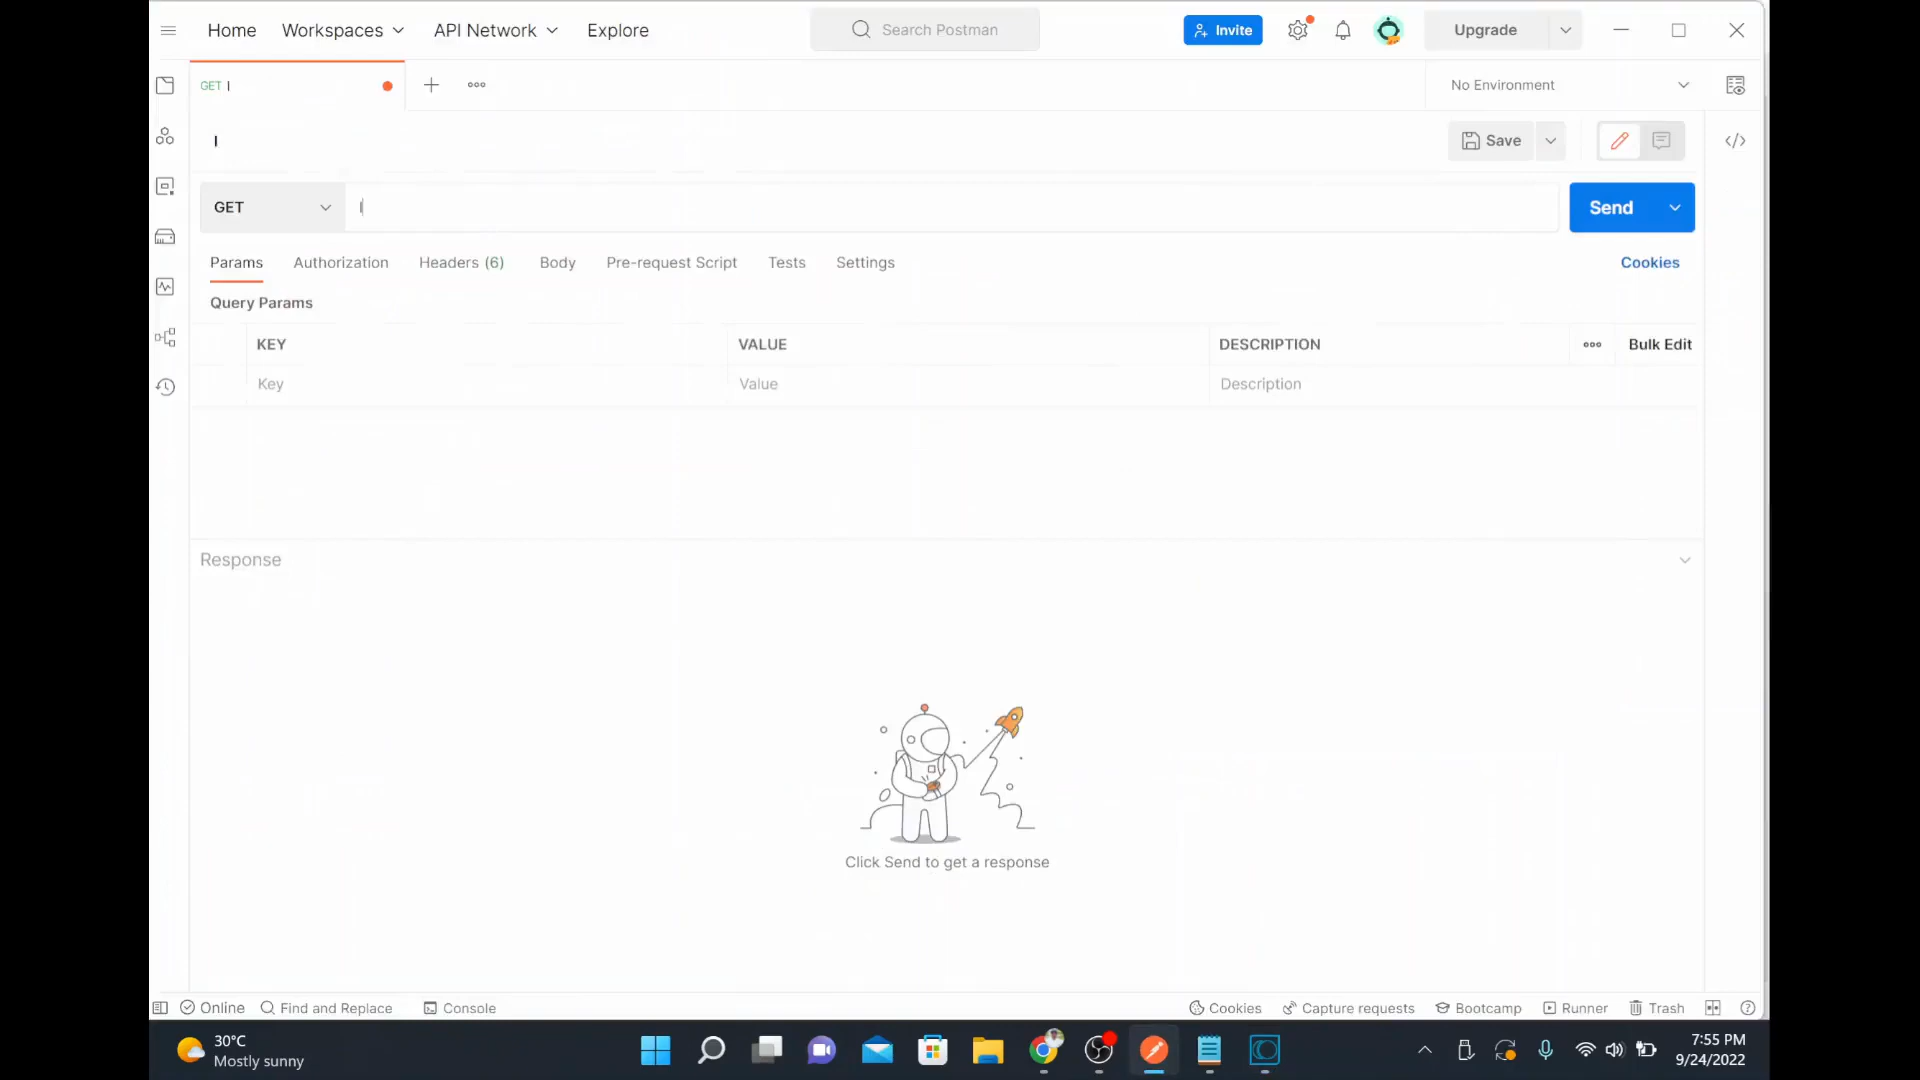 Home Workspaces API Network Explore Search Postman Invite Upgrade
GET l No Environment
l Save
GET l Send
Params Authorization Headers (6) Body Pre-request Script Tests Settings Cookies
Query Params
KEY VALUE DESCRIPTION Bulk Edit
Key Value Description
Response
Click Send to get a response
Online Find and Replace Console Cookies Capture requests Bootcamp Runner Trash
30°C 7:55 PM
Mostly sunny 9/24/2022